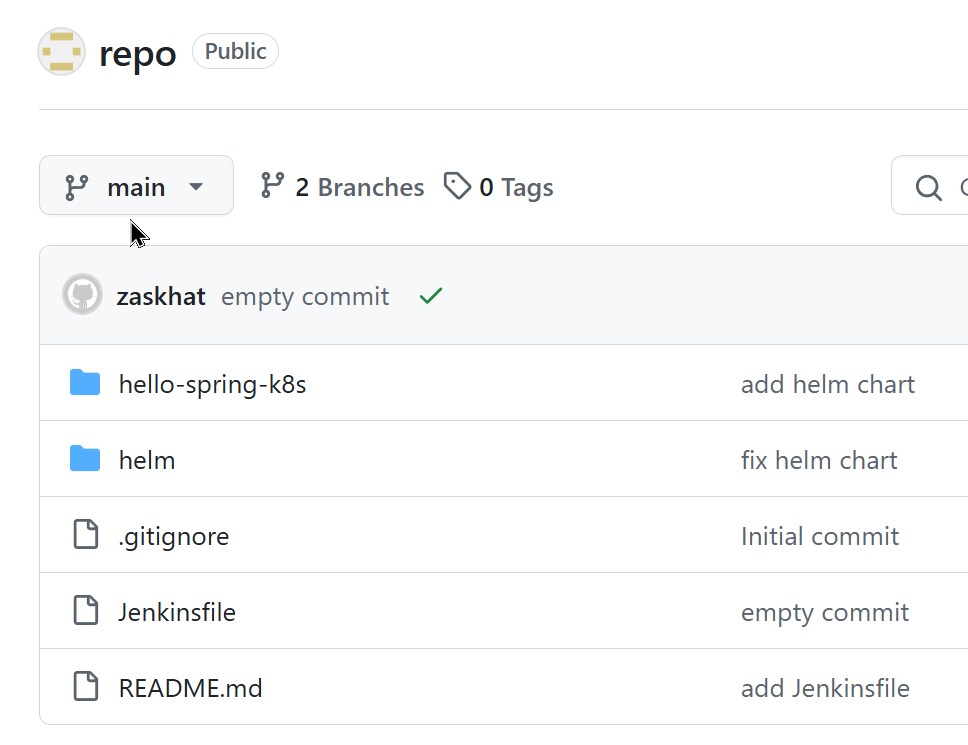 repo Public
main 2 Branches 0 Tags
zaskhat empty commit
hello-spring-k8s add helm chart
helm fix helm chart
.gitignore Initial commit
Jenkinsfile empty commit
README.md add Jenkinsfile